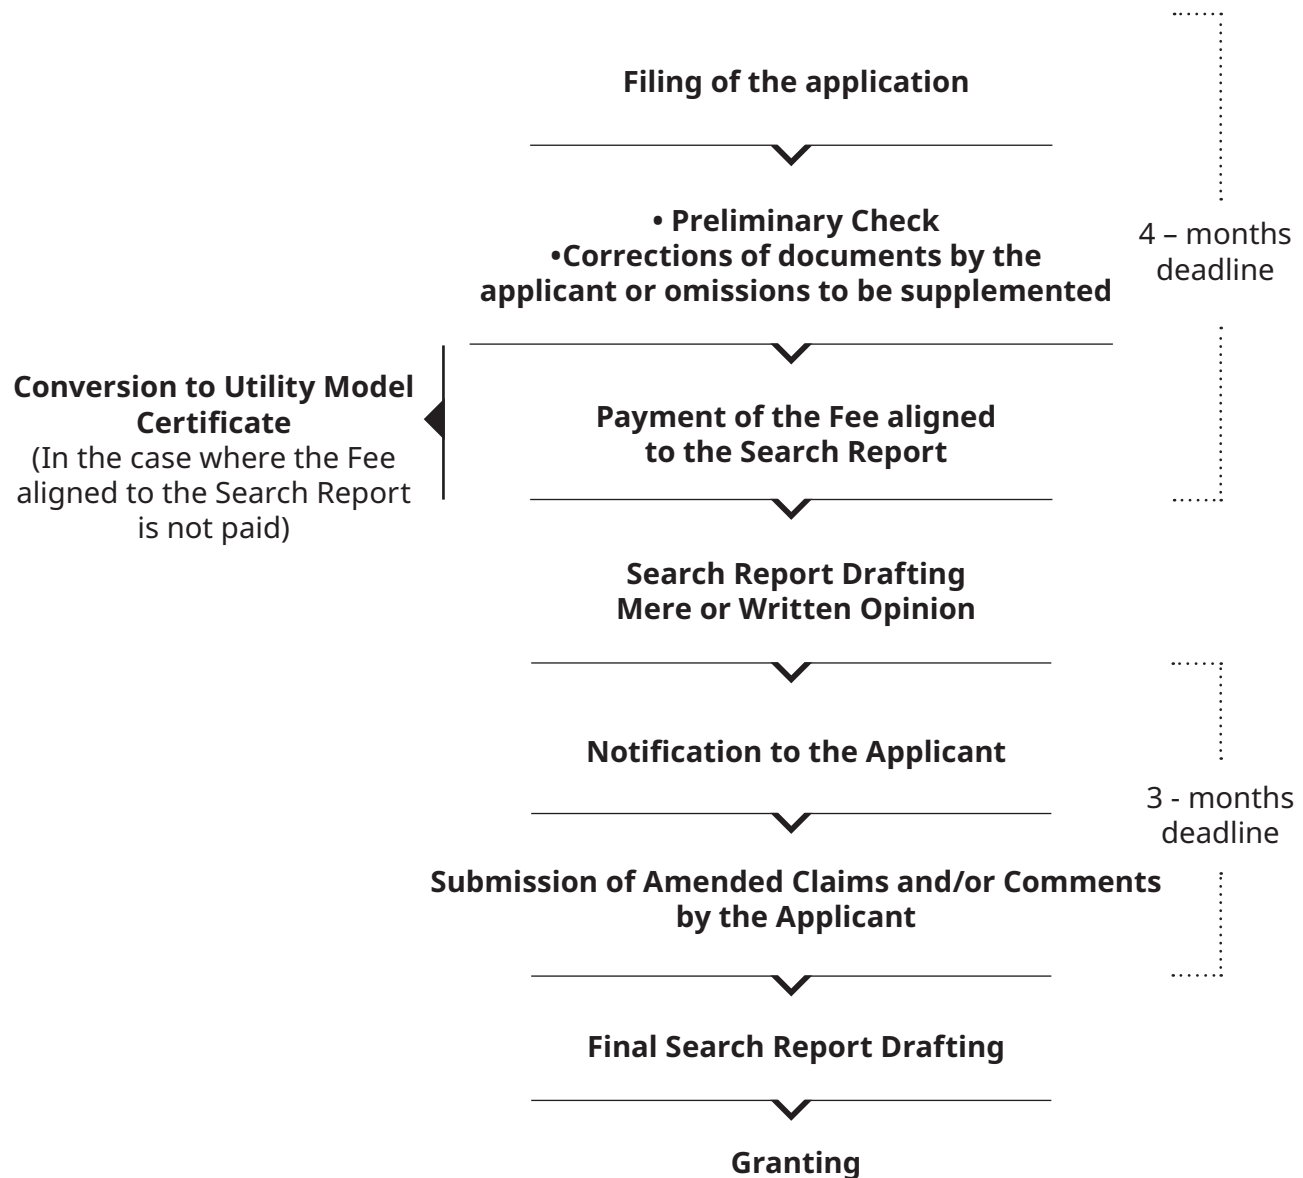 Filing of the application
• Preliminary Check
•Corrections of documents by the
applicant or omissions to be supplemented
4 – months
deadline
Conversion to Utility Model
Certificate
(In the case where the Fee
aligned to the Search Report
is not paid)
Payment of the Fee aligned
to the Search Report
Search Report Drafting
Mere or Written Opinion
Notification to the Applicant
3 - months
deadline
Submission of Amended Claims and/or Comments
by the Applicant
Final Search Report Drafting
Granting